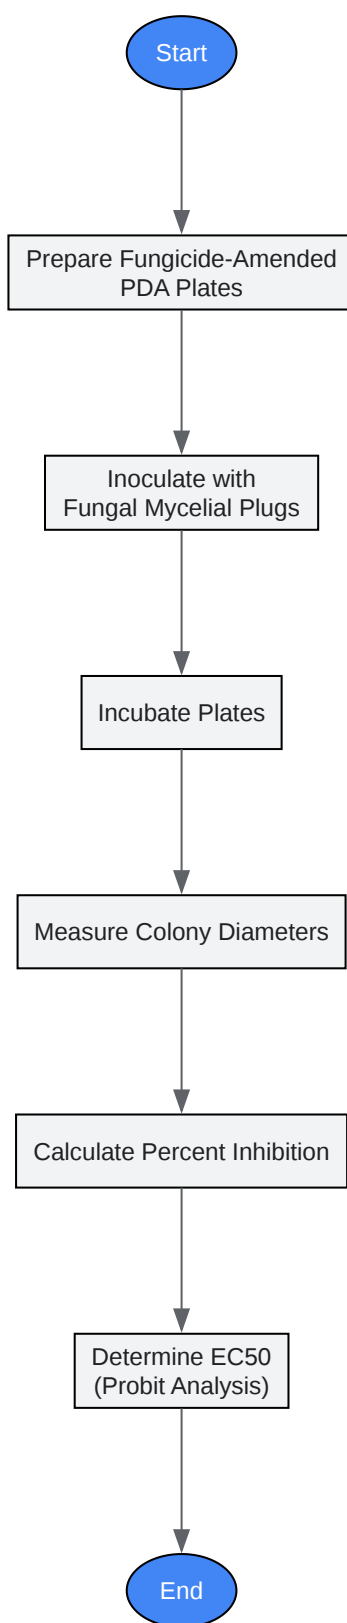 Start
Prepare Fungicide-Amended
PDA Plates
Inoculate with
Fungal Mycelial Plugs
Incubate Plates
Measure Colony Diameters
Calculate Percent Inhibition
Determine EC50
(Probit Analysis)
End